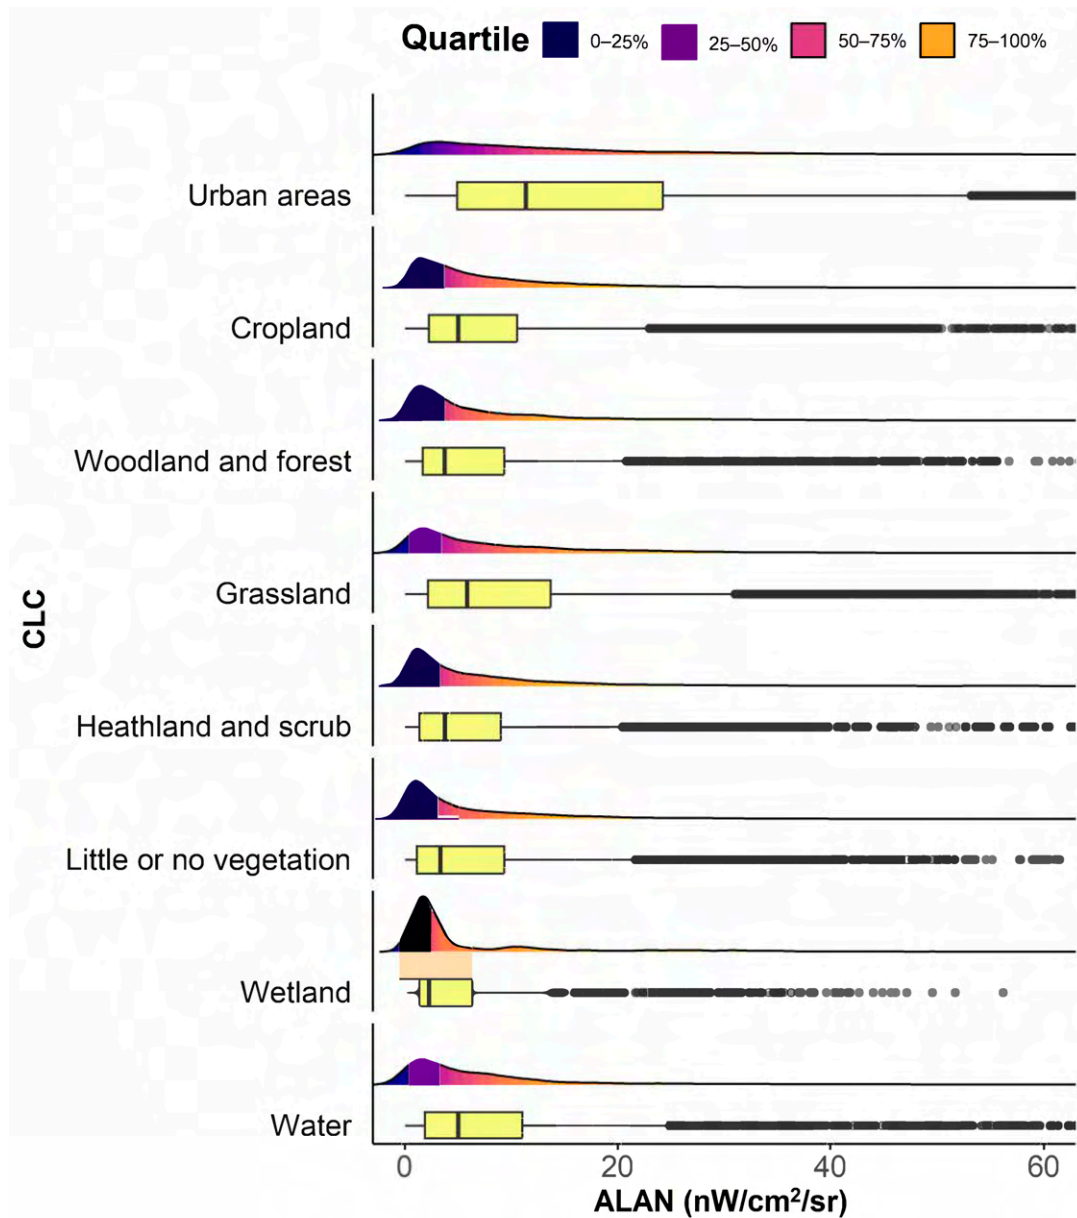 Quartile 0–25% 25–50% 50–75% 75–100%
CLC
Urban areas
Cropland
Woodland and forest
Grassland
Heathland and scrub
Little or no vegetation
Wetland
Water
0 20 40 60
ALAN (nW/cm²/sr)